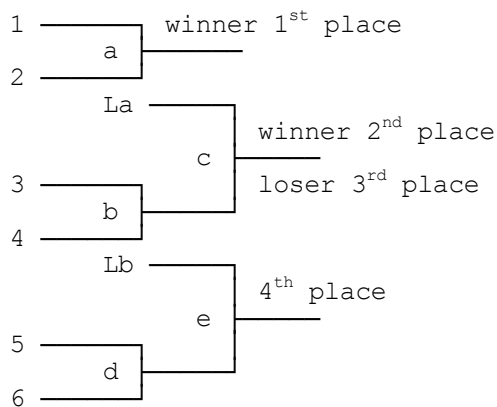 1
winner 1st place
a
2
La
winner 2nd place
c
loser 3rd place
3
b
4
Lb
4th place
e
5
d
6